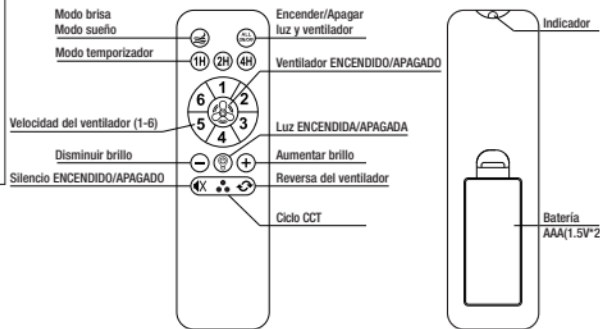 Modo brisa
Modo sueño
Modo temporizador
Velocidad del ventilador (1-6)
Disminuir brillo
Silencio ENCENDIDO/APAGADO
ALL
ON/OFF
1H 2H 4H
1
6 2
5 3
4
Encender/Apagar
luz y ventilador
Ventilador ENCENDIDO/APAGADO
Luz ENCENDIDA/APAGADA
Aumentar brillo
Reversa del ventilador
Ciclo CCT
Indicador
Batería
AAA(1.5V*2